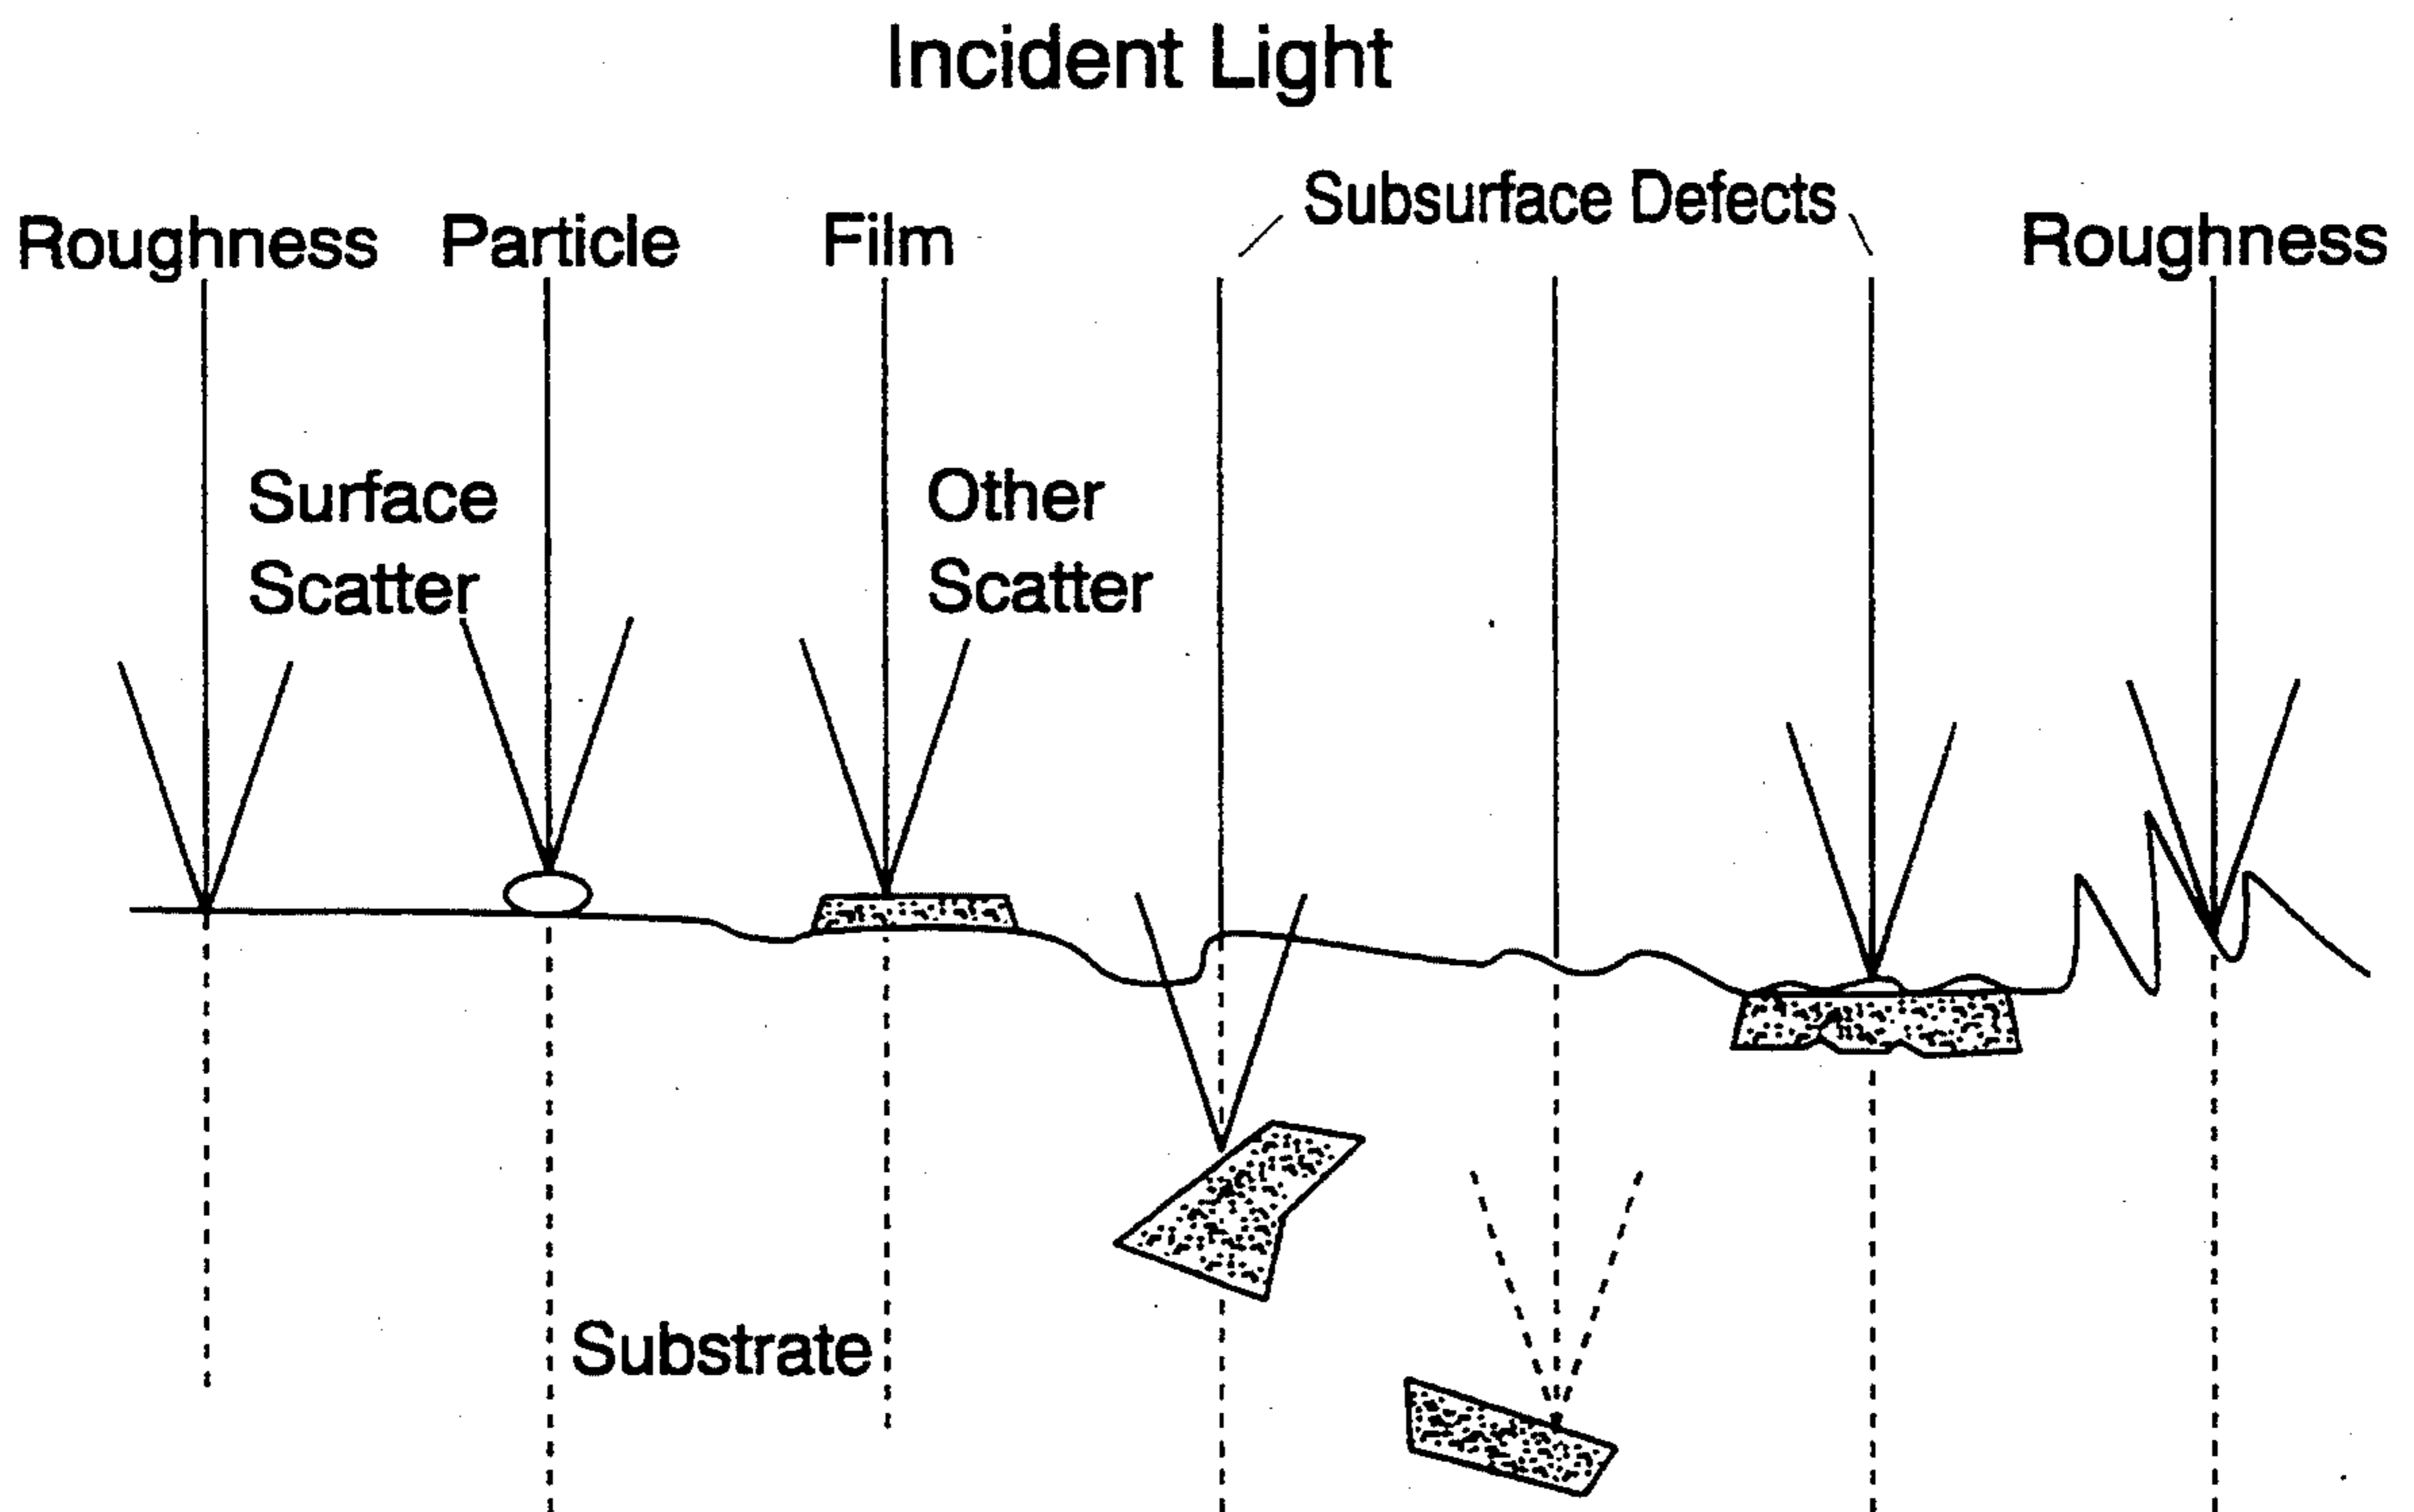 Incident Light
Subsurface Defects
Roughness
Particle
Film
Roughness
Surface
Scatter
Other
Scatter
Substrate